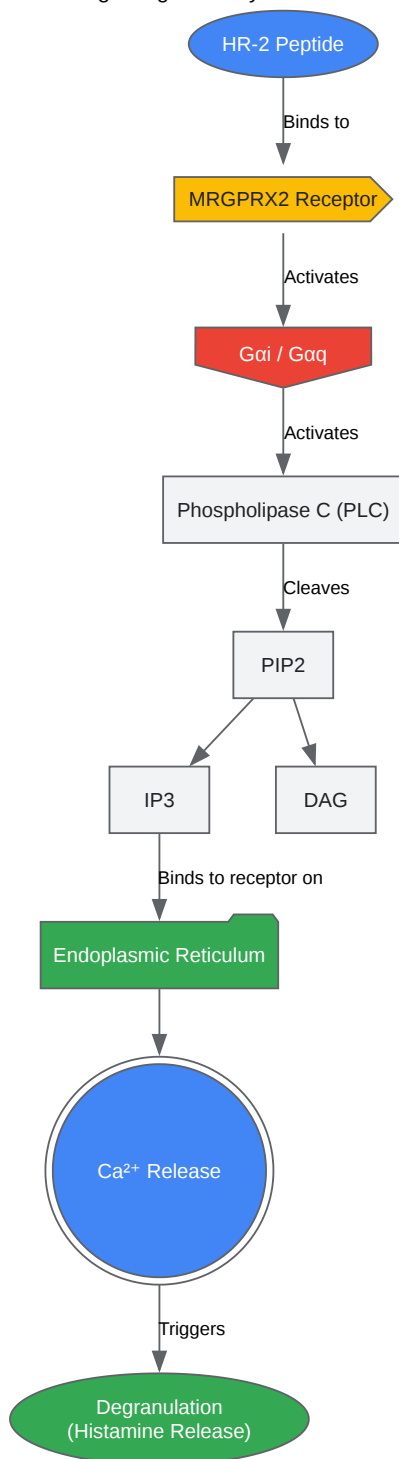 HR-2 Peptide
Binds to
MRGPRX2 Receptor
Activates
Gαi / Gαq
Activates
Phospholipase C (PLC)
Cleaves
PIP2
IP3
DAG
Binds to receptor on
Endoplasmic Reticulum
Ca²⁺ Release
Triggers
Degranulation
(Histamine Release)